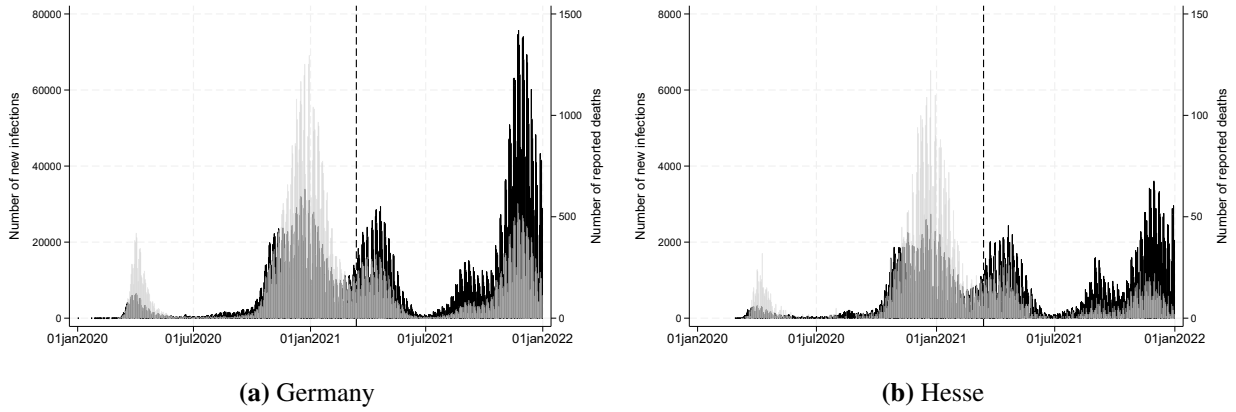 80000
60000
40000
20000
0
Number of new infections
1500
1000
500
0
Number of reported deaths
01jan2020
01jul2020
01jan2021
01jul2021
01jan2022
(a) Germany
8000
6000
4000
2000
0
Number of new infections
150
100
50
0
Number of reported deaths
01jan2020
01jul2020
01jan2021
01jul2021
01jan2022
(b) Hesse